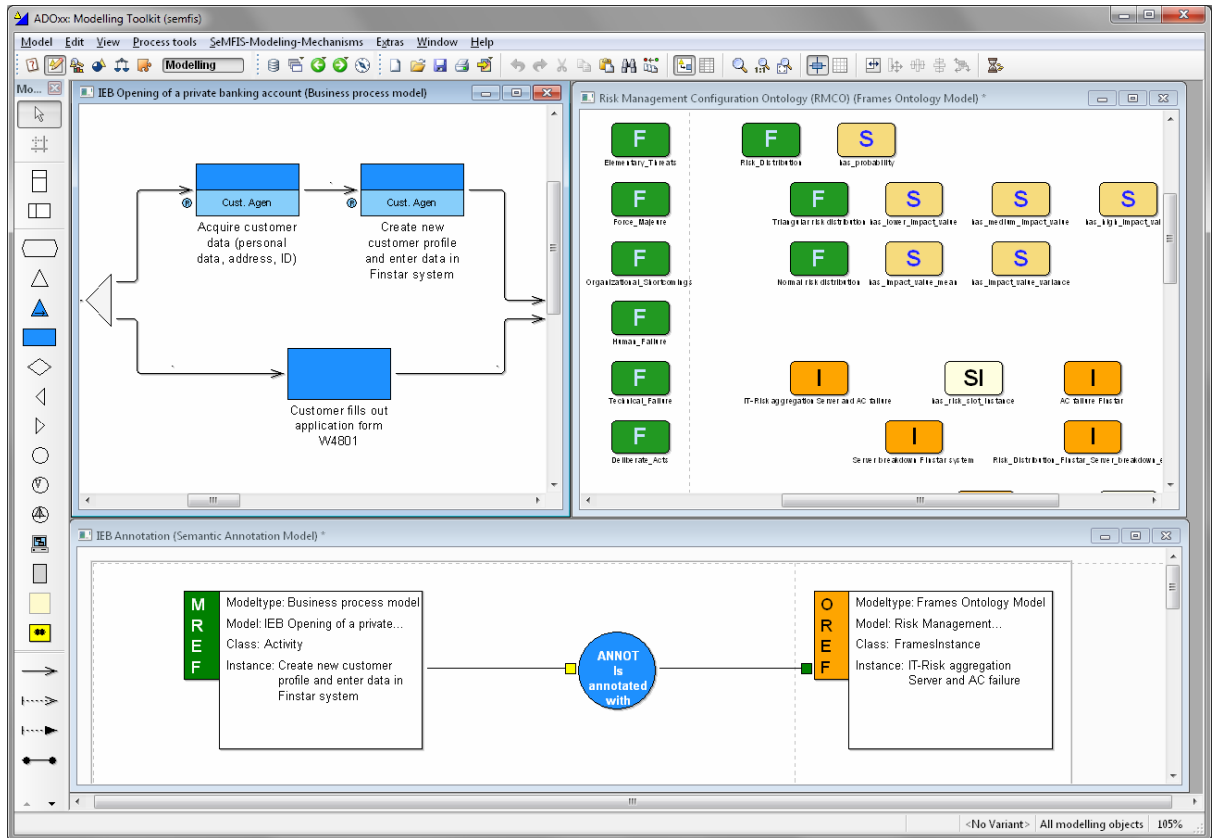 ADOxx: Modelling Toolkit (semfis)
Model Edit View Process tools SeMFIS-Modeling-Mechanisms Extras Window Help
Modelling
Mo...
IEB Opening of a private banking account (Business process model)
Cust. Agen
Cust. Agen
Acquire customer
data (personal
data, address, ID)
Create new
customer profile
and enter data in
Finstar system
Customer fills out
application form
W4801
Risk Management Configuration Ontology (RMCO) (Frames Ontology Model) *
F
F
S
Elementary_Threats
Risk_Distribution
has_probability
F
F
S
S
S
Force_Majeure
Triangular risk distribution
has_lower_impact_value
has_medium_impact_value
has_high_impact_val
F
F
S
S
Organizational_Shortcomings
Normal risk distribution
has_impact_value_mean
has_impact_value_variance
F
Human_Failure
F
I
SI
I
Technical_Failure
IT-Risk aggregation Server and AC failure
has_risk_slot_instance
AC failure Finstar
F
I
I
Deliberate_Acts
Server breakdown Finstar system
Risk_Distribution_Finstar_Server_breakdown_e
IEB Annotation (Semantic Annotation Model) *
M
R
E
F
Modeltype: Business process model
Model: IEB Opening of a private...
Class: Activity
Instance: Create new customer
profile and enter data in
Finstar system
ANNOT
Is
annotated
with
O
R
E
F
Modeltype: Frames Ontology Model
Model: Risk Management...
Class: FramesInstance
Instance: IT-Risk aggregation
Server and AC failure
<No Variant> All modelling objects 105%